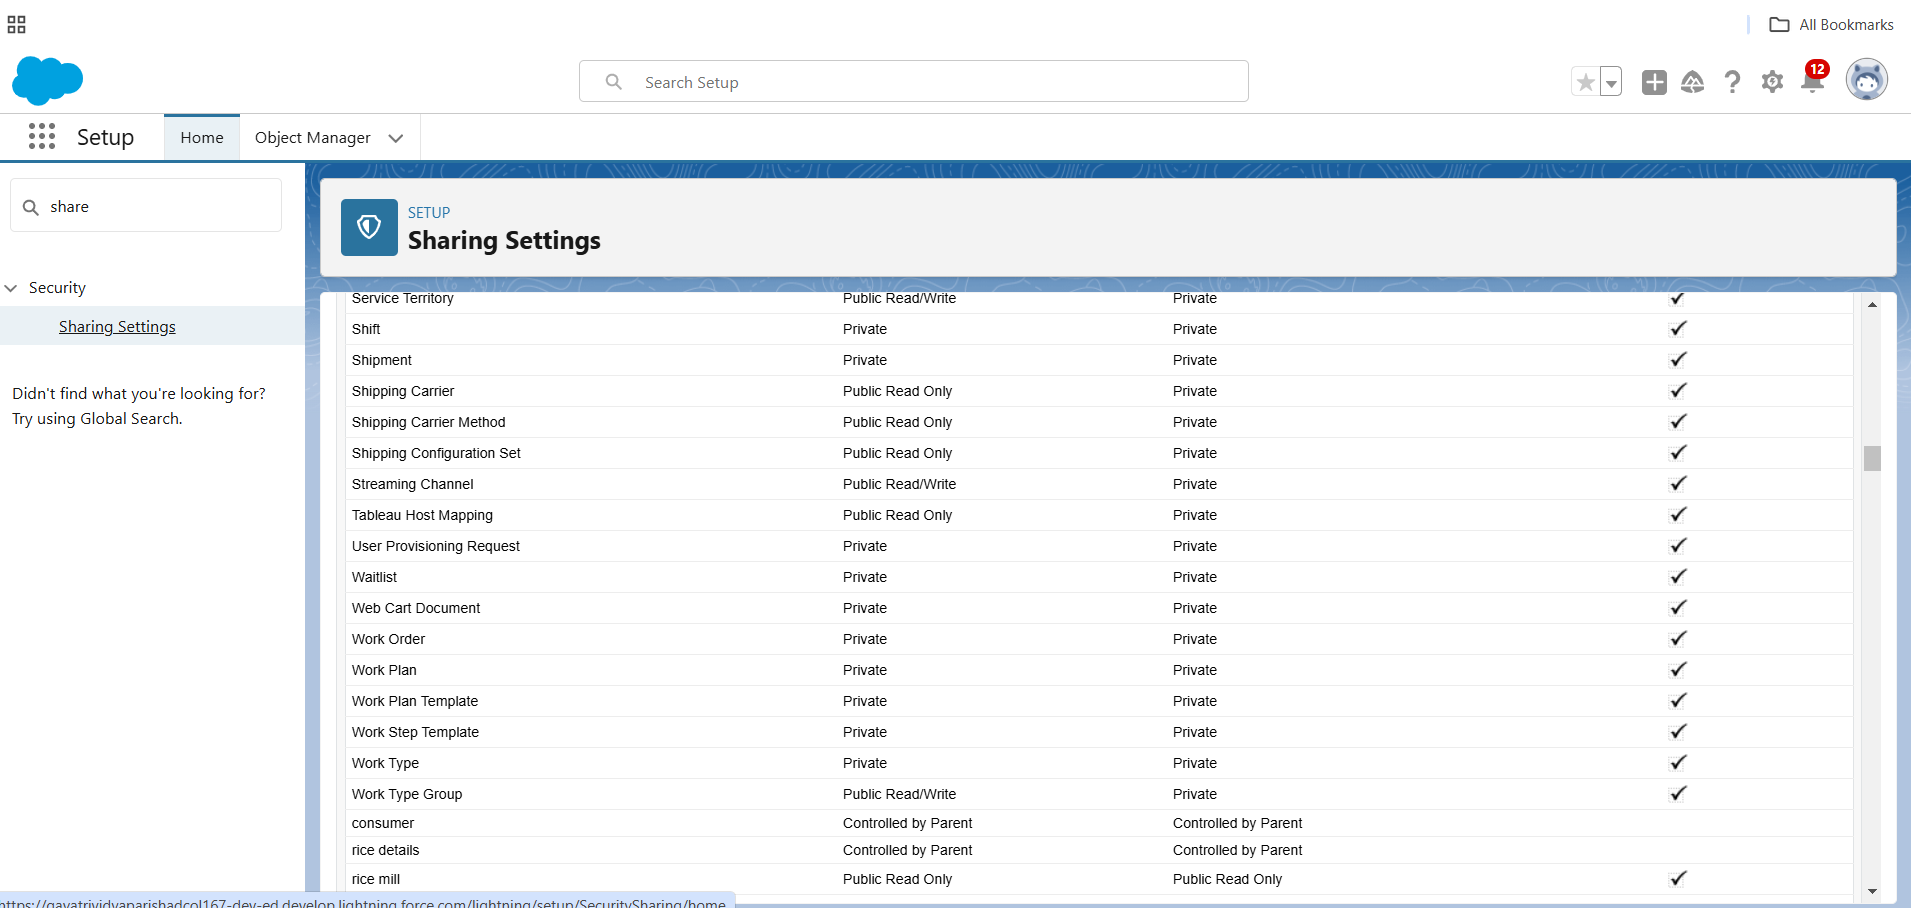 All Bookmarks
Search Setup
12
Setup
Home
Object Manager
share
Security
Sharing Settings
Didn't find what you're looking for?
Try using Global Search.
SETUP
Sharing Settings
Service Territory Public Read/Write Private
Shift Private Private
Shipment Private Private
Shipping Carrier Public Read Only Private
Shipping Carrier Method Public Read Only Private
Shipping Configuration Set Public Read Only Private
Streaming Channel Public Read/Write Private
Tableau Host Mapping Public Read Only Private
User Provisioning Request Private Private
Waitlist Private Private
Web Cart Document Private Private
Work Order Private Private
Work Plan Private Private
Work Plan Template Private Private
Work Step Template Private Private
Work Type Private Private
Work Type Group Public Read/Write Private
consumer Controlled by Parent Controlled by Parent
rice details Controlled by Parent Controlled by Parent
rice mill Public Read Only Public Read Only
https://gayatrividyaparishadcol167-dev-ed.develop.lightning.force.com/lightning/setup/SecuritySharing/home